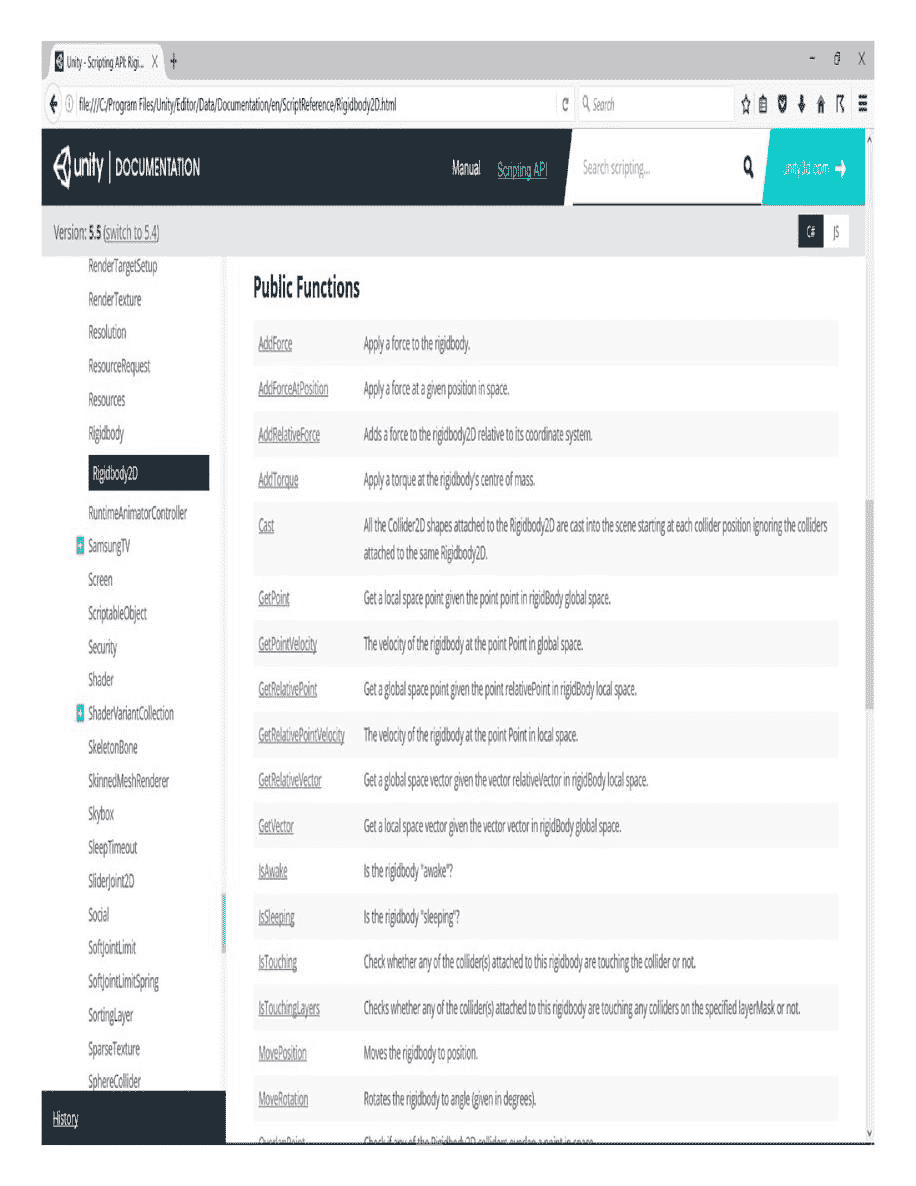 Unity - Scripting API: Rigi...
file:///C:/Program Files/Unity/Editor/Data/Documentation/en/ScriptReference/Rigidbody2D.html
Search
unity | DOCUMENTATION
Manual
Scripting API
Search scripting...
unity3d.com
Version: 5.5 (switch to 5.4)
C#
JS
RenderTargetSetup
RenderTexture
Resolution
ResourceRequest
Resources
Rigidbody
Rigidbody2D
RuntimeAnimatorController
SamsungTV
Screen
ScriptableObject
Security
Shader
ShaderVariantCollection
SkeletonBone
SkinnedMeshRenderer
Skybox
SleepTimeout
SliderJoint2D
Social
SoftJointLimit
SoftJointLimitSpring
SortingLayer
SparseTexture
SphereCollider
History
Public Functions
AddForce Apply a force to the rigidbody.
AddForceAtPosition Apply a force at a given position in space.
AddRelativeForce Adds a force to the rigidbody2D relative to its coordinate system.
AddTorque Apply a torque at the rigidbody's centre of mass.
Cast All the Collider2D shapes attached to the Rigidbody2D are cast into the scene starting at each collider position ignoring the colliders
attached to the same Rigidbody2D.
GetPoint Get a local space point given the point point in rigidBody global space.
GetPointVelocity The velocity of the rigidbody at the point Point in global space.
GetRelativePoint Get a global space point given the point relativePoint in rigidBody local space.
GetRelativePointVelocity The velocity of the rigidbody at the point Point in local space.
GetRelativeVector Get a global space vector given the vector relativeVector in rigidBody local space.
GetVector Get a local space vector given the vector vector in rigidBody global space.
IsAwake Is the rigidbody "awake"?
IsSleeping Is the rigidbody "sleeping"?
IsTouching Check whether any of the collider(s) attached to this rigidbody are touching the collider or not.
IsTouchingLayers Checks whether any of the collider(s) attached to this rigidbody are touching any colliders on the specified layerMask or not.
MovePosition Moves the rigidbody to position.
MoveRotation Rotates the rigidbody to angle (given in degrees).
OverlapPoint Check if any of the Rigidbody2D colliders overlap a point in space.